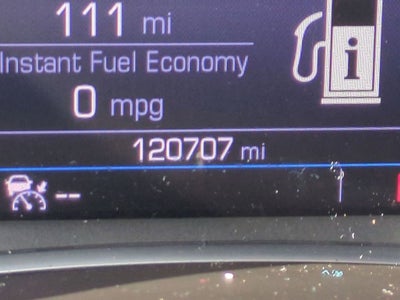 111 mi
Instant Fuel Economy
0 mpg
120707 mi
--